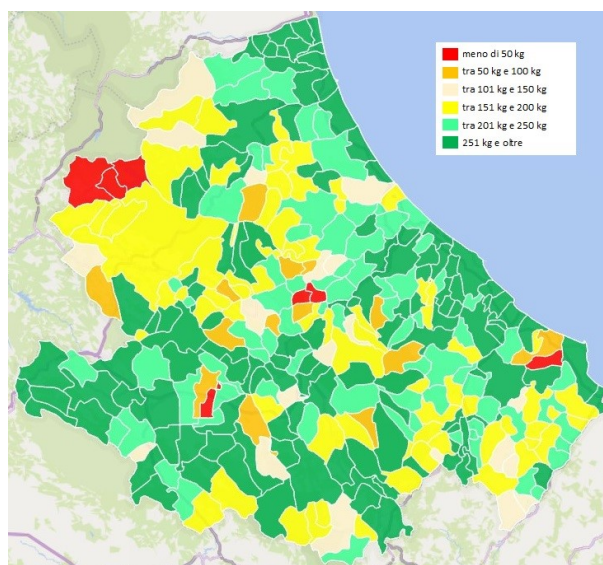 meno di 50 kg
tra 50 kg e 100 kg
tra 101 kg e 150 kg
tra 151 kg e 200 kg
tra 201 kg e 250 kg
251 kg e oltre